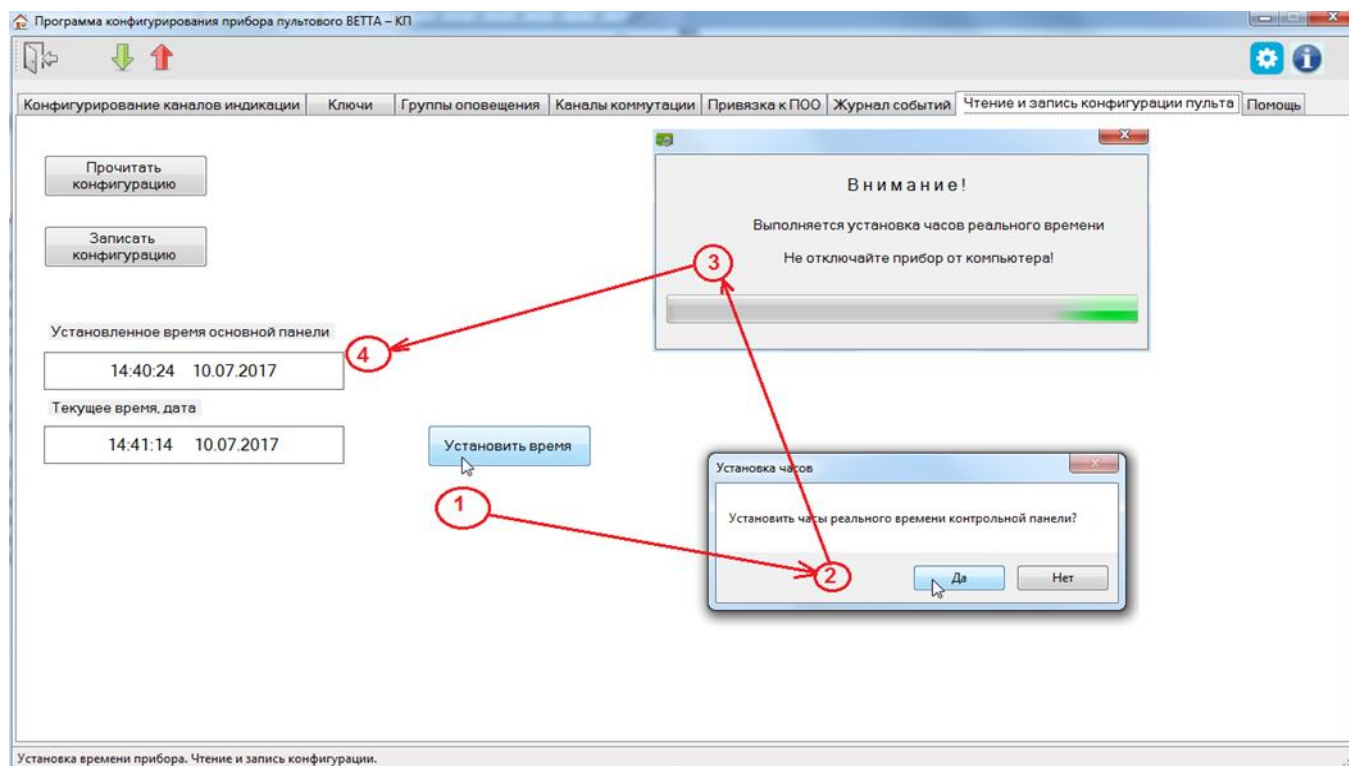 Программа конфигурирования прибора пультового ВЕТТА – КП
Конфигурирование каналов индикации Ключи Группы оповещения Каналы коммутации Привязка к ПОО Журнал событий Чтение и запись конфигурации пульта Помощь
Прочитать
конфигурацию
Записать
конфигурацию
Установленное время основной панели
14:40:24 10.07.2017
4
Текущее время, дата
14:41:14 10.07.2017
Установить время
1
Внимание!
Выполняется установка часов реального времени
Не отключайте прибор от компьютера!
3
Установка часов
Установить часы реального времени контрольной панели?
2
Да Нет
Установка времени прибора. Чтение и запись конфигурации.